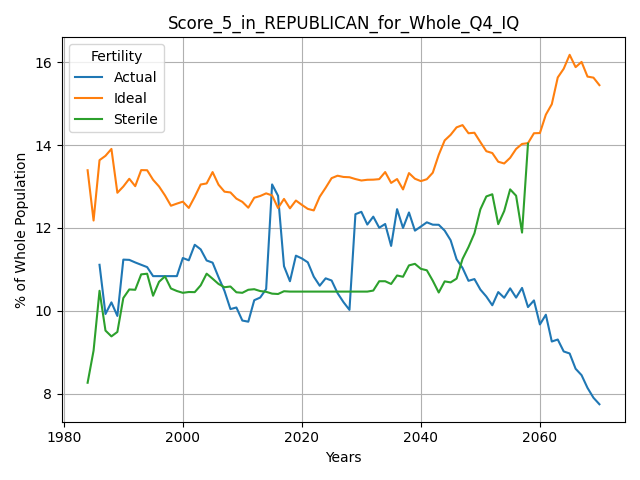 Score_5_in_REPUBLICAN_for_Whole_Q4_IQ
Fertility
Actual
Ideal
Sterile
% of Whole Population
16
14
12
10
8
1980
2000
2020
2040
2060
Years